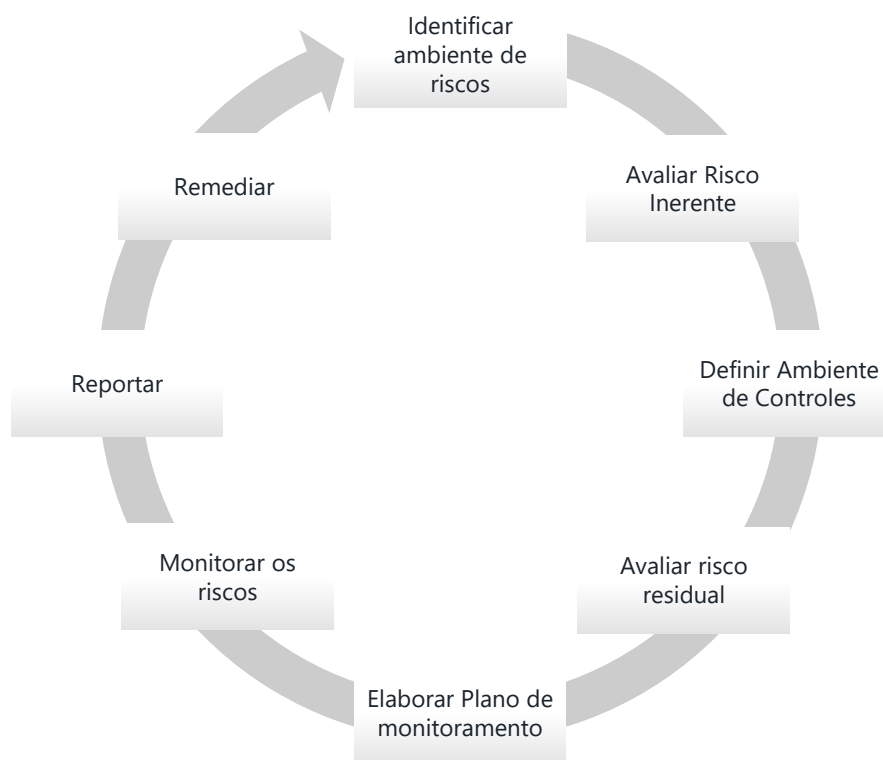 Identificar
ambiente de
riscos
Avaliar Risco
Inerente
Definir Ambiente
de Controles
Avaliar risco
residual
Elaborar Plano de
monitoramento
Monitorar os
riscos
Reportar
Remediar